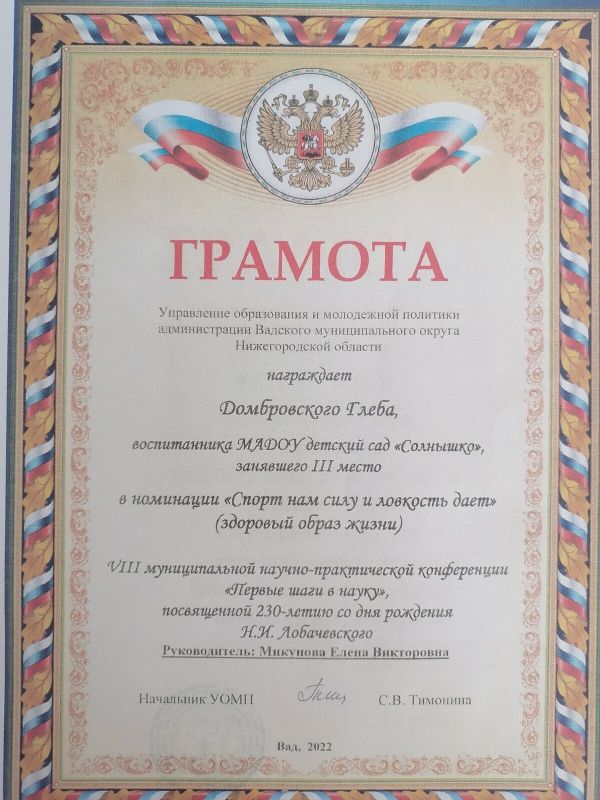 ГРАМОТА
Управление образования и молодежной политики
администрации Вадского муниципального округа
Нижегородской области
награждает
Домбровского Глеба,
воспитанника МАДОУ детский сад «Солнышко»,
занявшего III место
в номинации «Спорт нам силу и ловкость дает»
(здоровый образ жизни)
VIII муниципальной научно-практической конференции
«Первые шаги в науку»,
посвященной 230-летию со дня рождения
Н.И. Лобачевского
Руководитель: Микунова Елена Викторовна
Начальник УОМП С.В. Тимонина
Вад, 2022